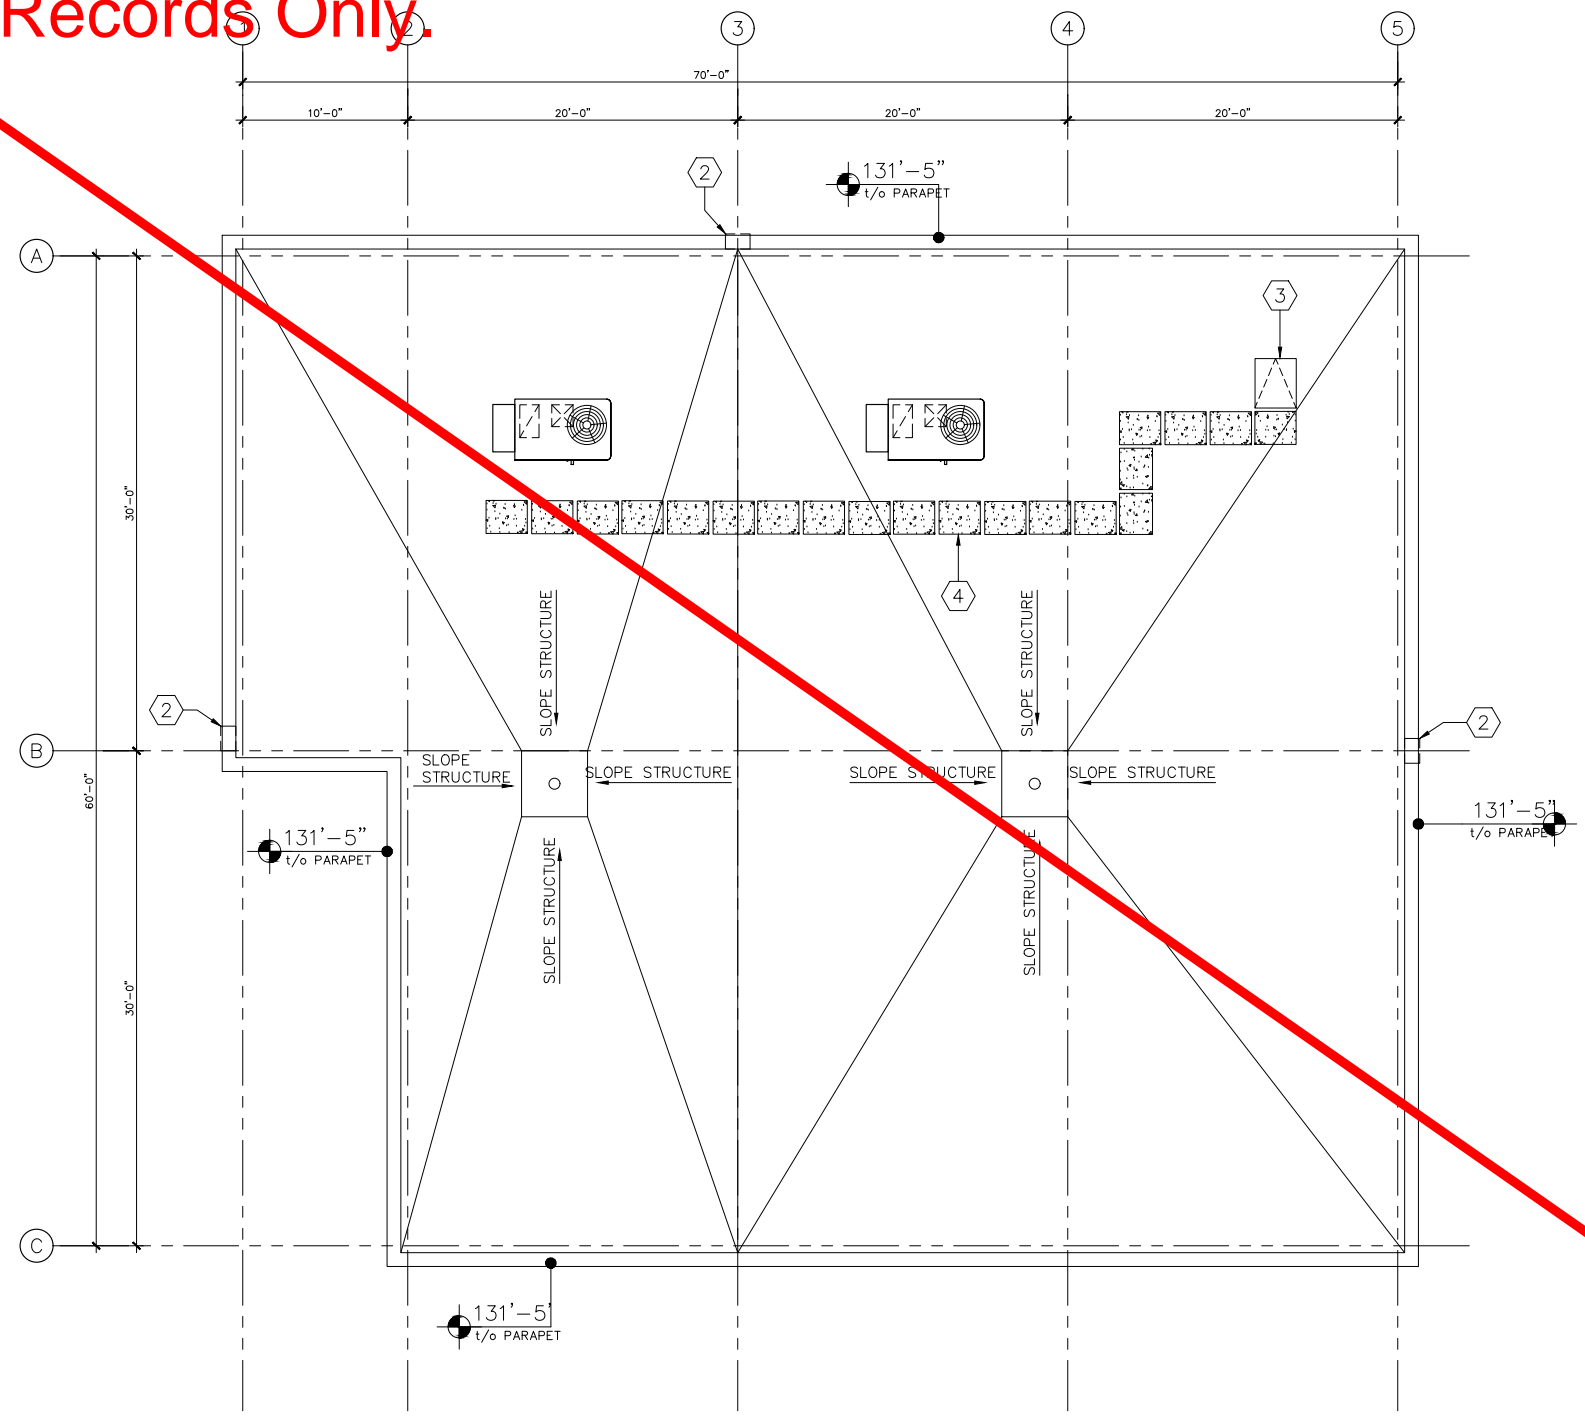 Records Only.
1
2
3
4
5
70'-0"
10'-0"
20'-0"
20'-0"
20'-0"
2
131'-5"
t/o PARAPET
A
3
30'-0"
4
SLOPE STRUCTURE
SLOPE STRUCTURE
2
2
B
SLOPE
STRUCTURE
SLOPE STRUCTURE
SLOPE STRUCTURE
SLOPE STRUCTURE
60'-0"
131'-5"
t/o PARAPET
131'-5"
t/o PARAPET
SLOPE STRUCTURE
SLOPE STRUCTURE
30'-0"
C
131'-5'
t/o PARAPET